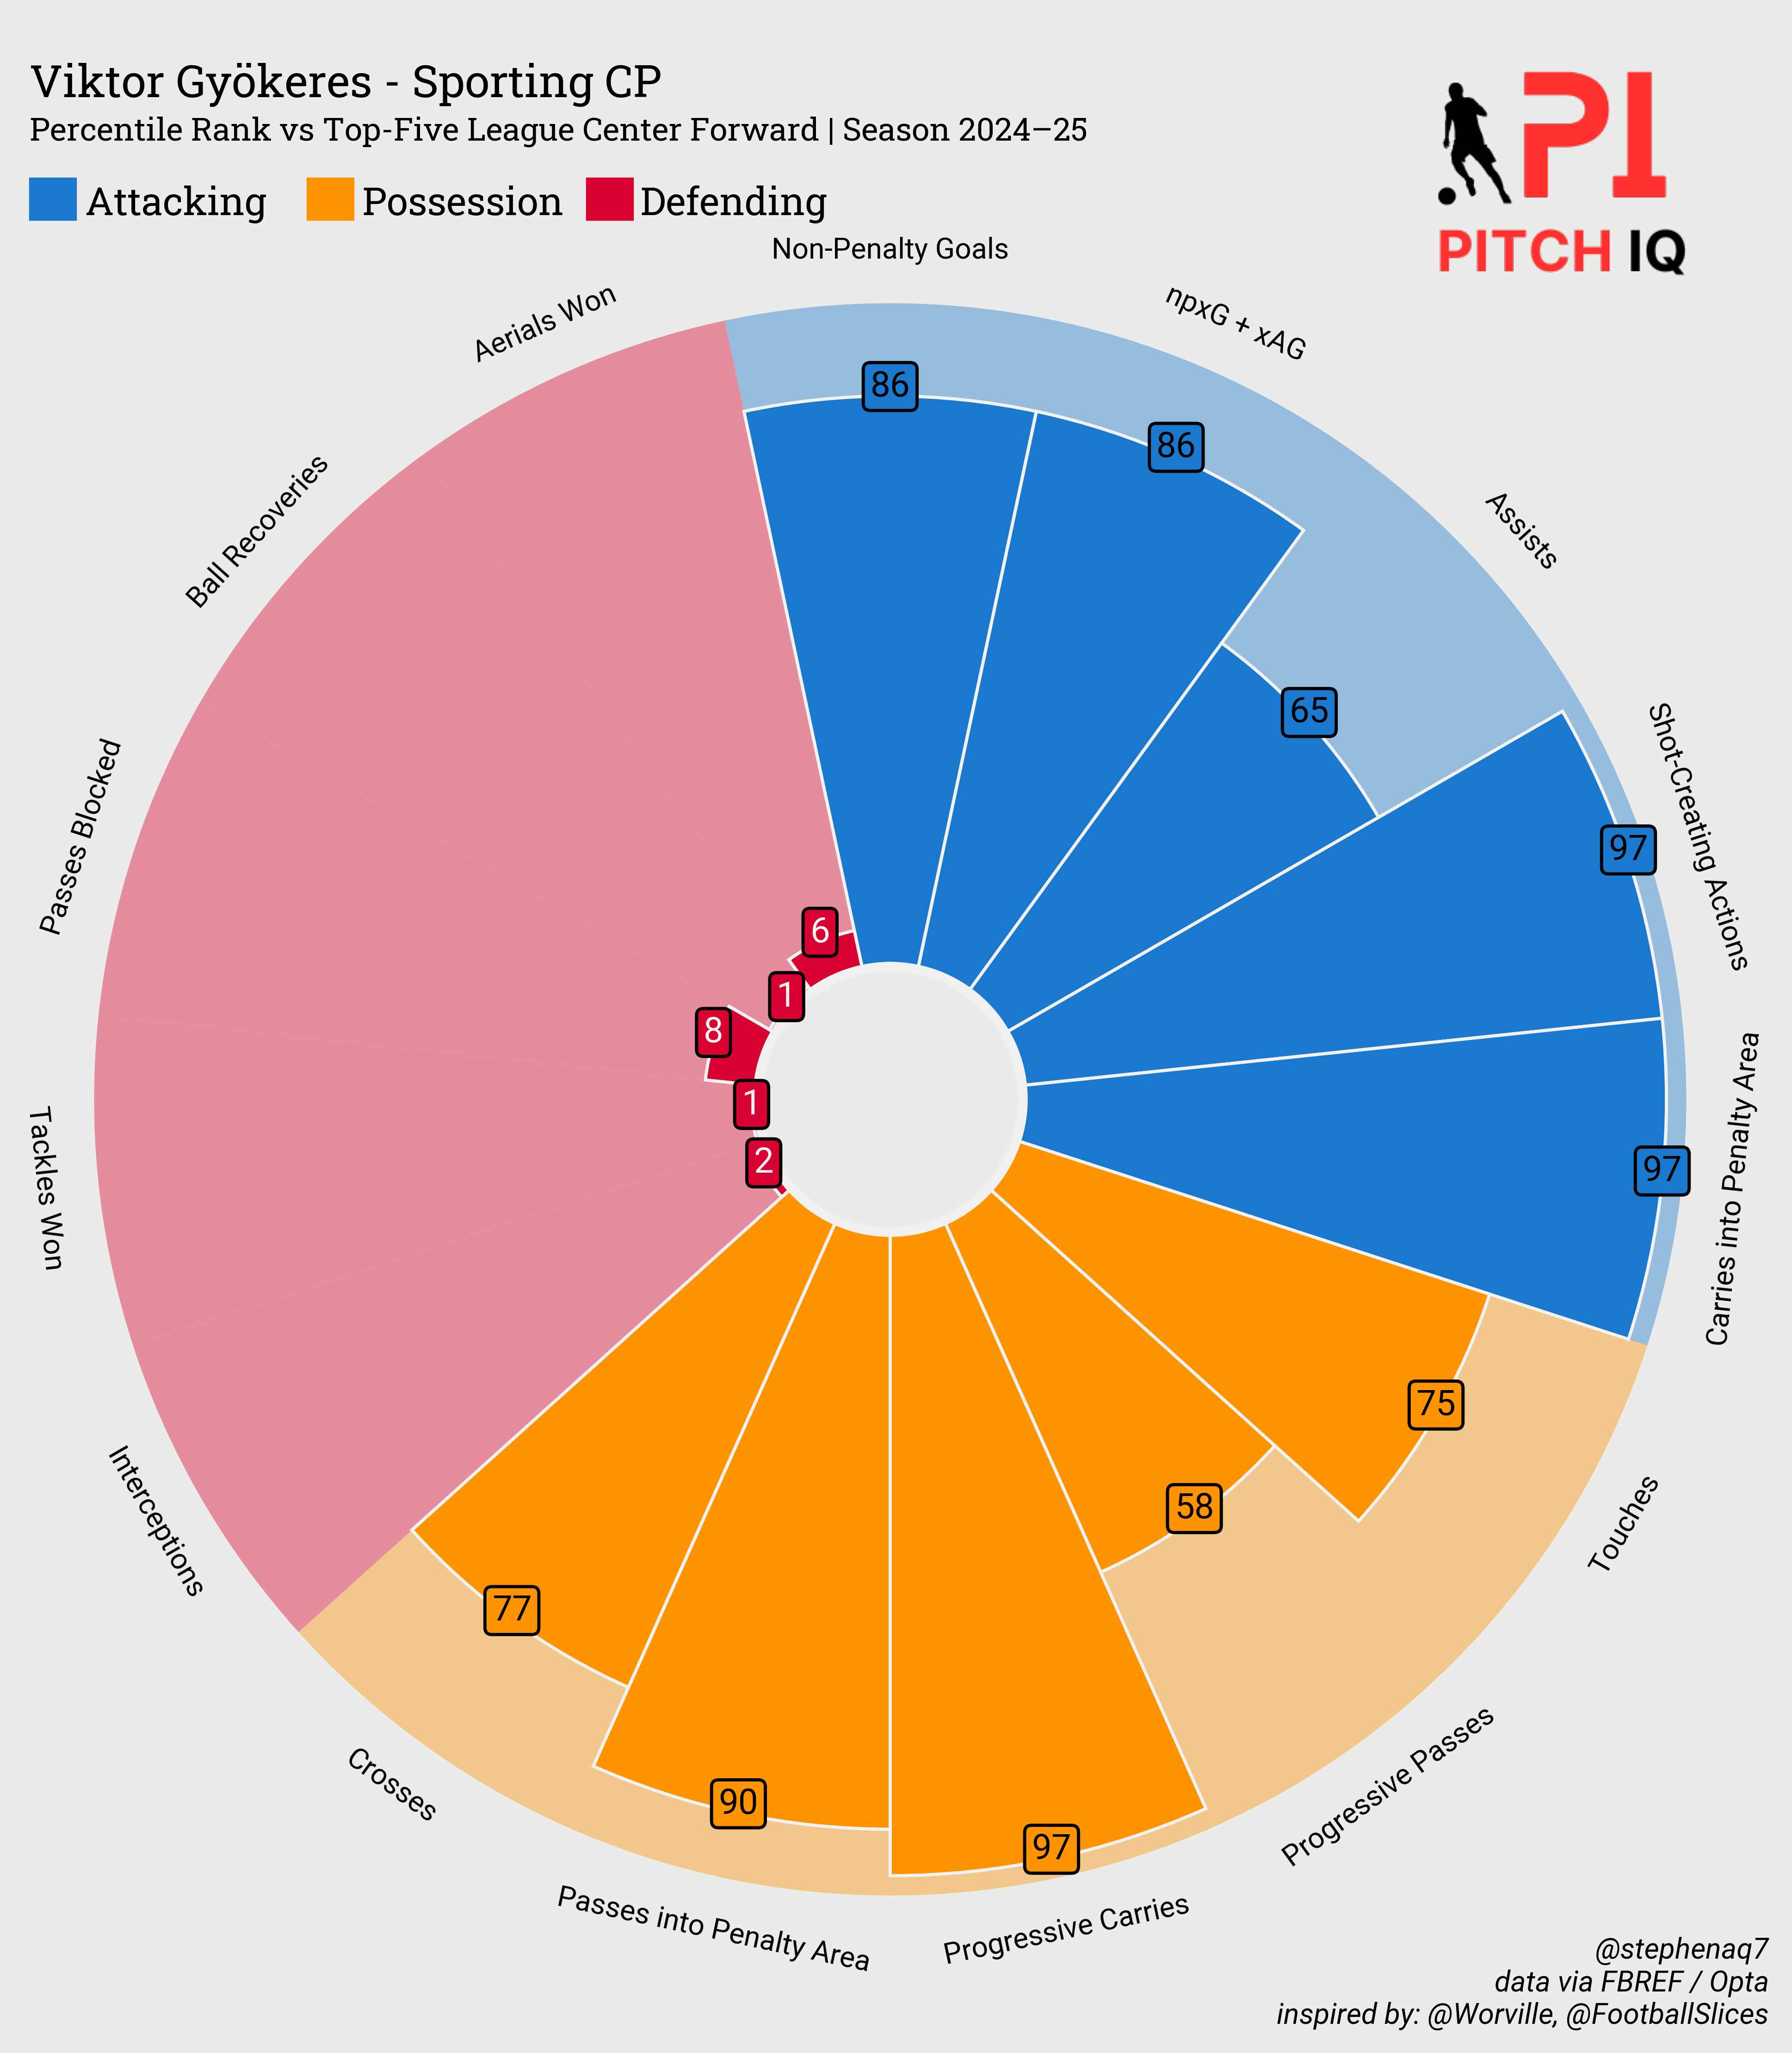 Viktor Gyökeres - Sporting CP
Percentile Rank vs Top-Five League Center Forward | Season 2024–25
Attacking
Possession
Defending
PI
PITCH IQ
Non-Penalty Goals
86
npxG + xAG
86
Assists
65
Shot-Creating Actions
97
Carries into Penalty Area
97
Touches
75
Progressive Passes
58
Progressive Carries
97
Passes into Penalty Area
90
Crosses
77
Interceptions
2
Tackles Won
1
Passes Blocked
8
Ball Recoveries
1
Aerials Won
6
@stephenaq7
data via FBREF / Opta
inspired by: @Worville, @FootballSlices